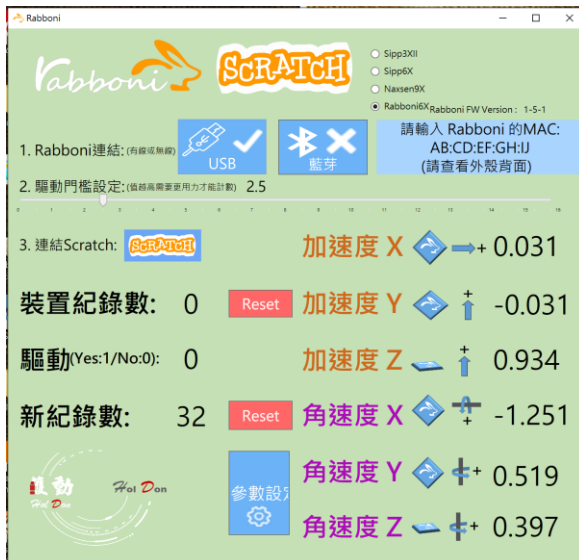 Rabboni
rabboni
SCRATCH
Sipp3XII
Sipp6X
Naxsen9X
Rabboni6X Rabboni FW Version : 1-5-1
1. Rabboni連結: (有線或無線)
USB
藍芽
請輸入 Rabboni 的MAC:
AB:CD:EF:GH:IJ
(請查看外殼背面)
2. 驅動門檻設定: (值越高需要更用力才能計數) 2.5
0 1 2 3 4 5 6 7 8 9 10 11 12 13 14 15 16
3. 連結Scratch: SCRATCH
加速度 X + 0.031
裝置紀錄數: 0 Reset
加速度 Y + -0.031
驅動(Yes:1/No:0): 0
加速度 Z + 0.934
新紀錄數: 32 Reset
角速度 X + -1.251
角速度 Y + 0.519
參數設
角速度 Z + 0.397
動 Hol Don
Hol Don